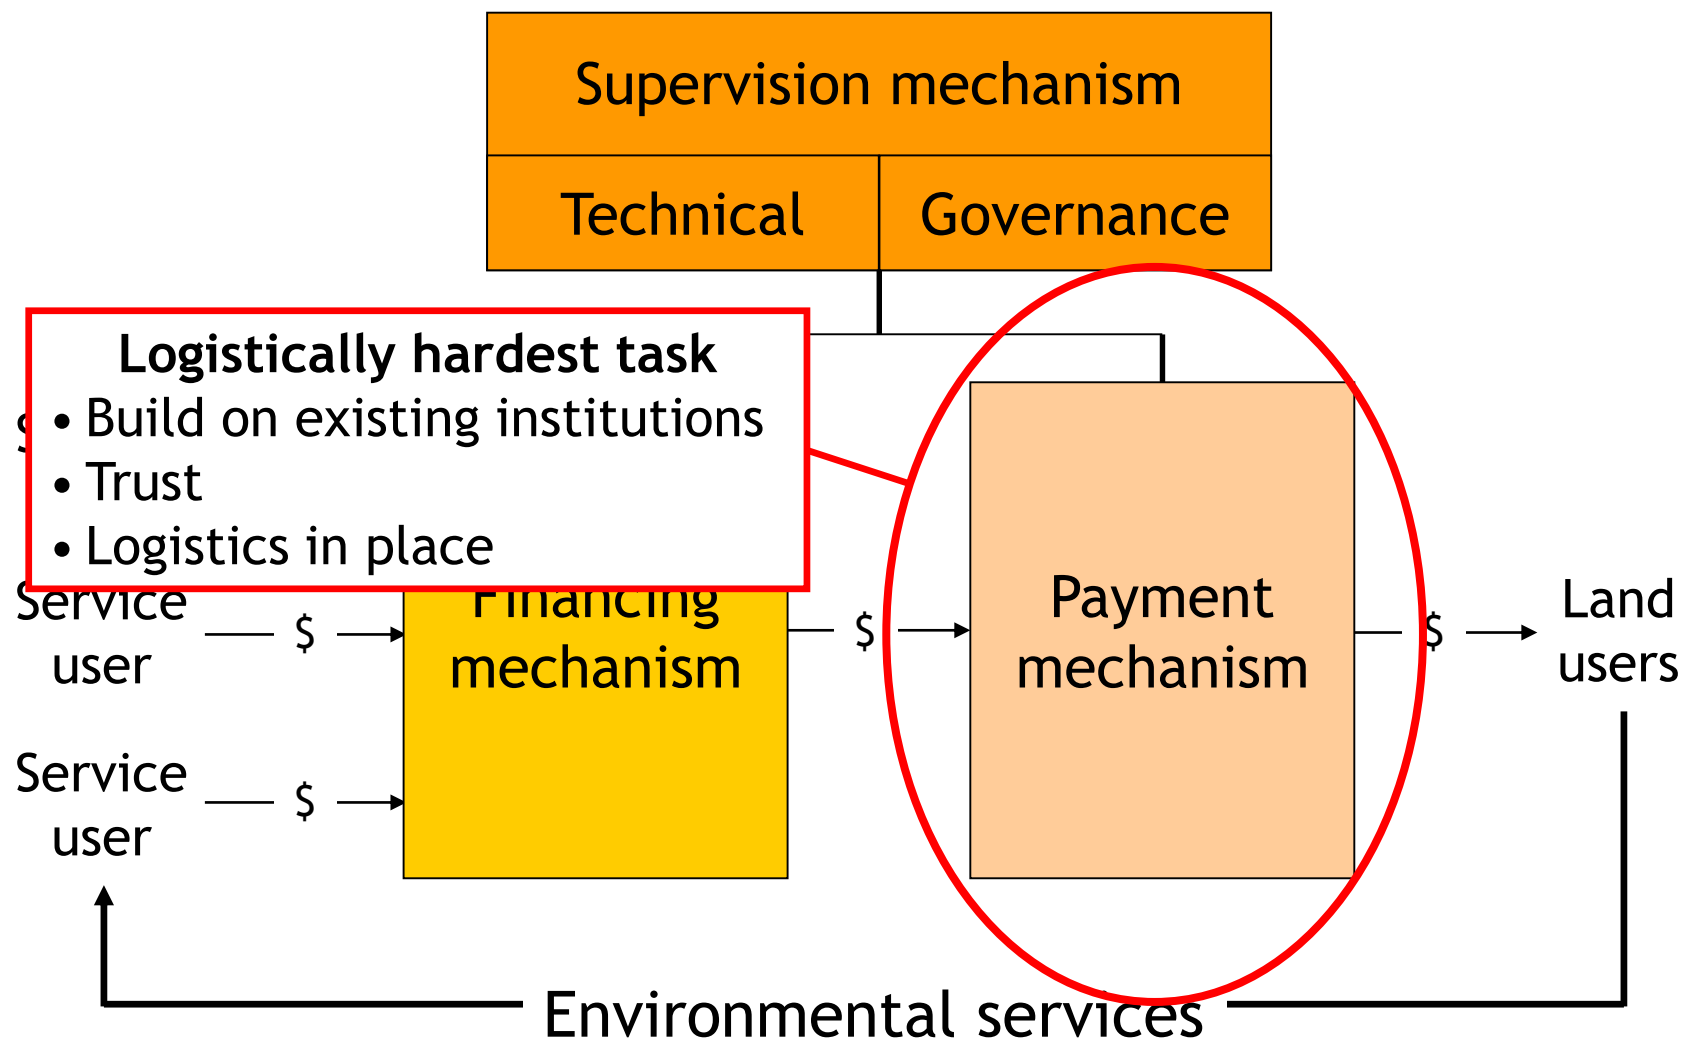 Supervision mechanism
Technical
Governance
Logistically hardest task
• Build on existing institutions
• Trust
• Logistics in place
Service
user
$
Financing
mechanism
$
Payment
mechanism
$
Land
users
Service
user
$
Environmental services